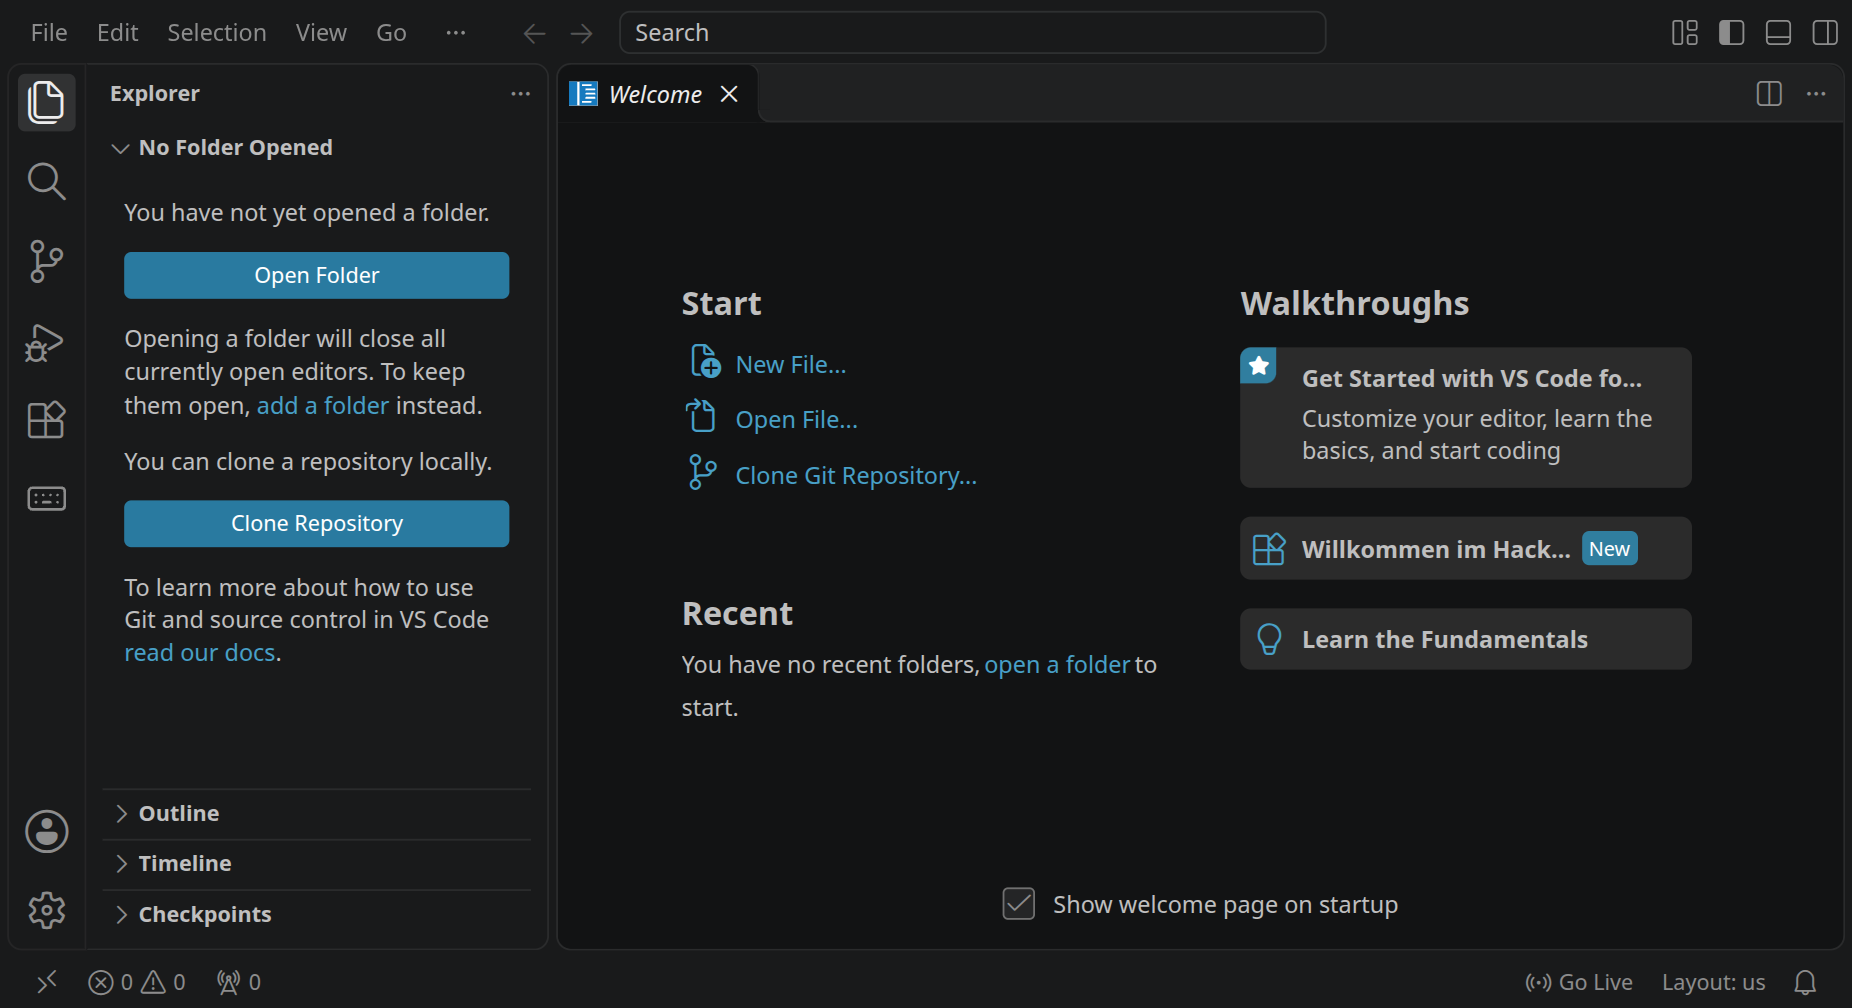 File Edit Selection View Go ···
Search
Explorer
No Folder Opened
You have not yet opened a folder.
Open Folder
Opening a folder will close all
currently open editors. To keep
them open, add a folder instead.
You can clone a repository locally.
Clone Repository
To learn more about how to use
Git and source control in VS Code
read our docs.
Outline
Timeline
Checkpoints
Welcome
Start
New File...
Open File...
Clone Git Repository...
Recent
You have no recent folders, open a folder to
start.
Walkthroughs
Get Started with VS Code fo...
Customize your editor, learn the
basics, and start coding
Willkommen im Hack... New
Learn the Fundamentals
Show welcome page on startup
0 0 0
Go Live Layout: us